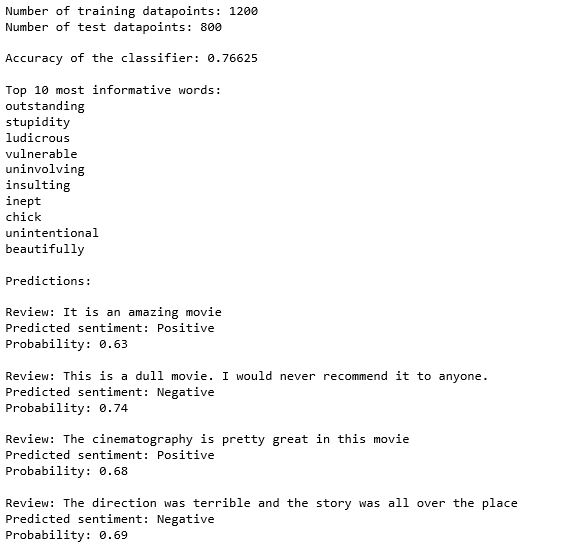 Number of training datapoints: 1200
Number of test datapoints: 800
Accuracy of the classifier: 0.76625
Top 10 most informative words:
outstanding
stupidity
ludicrous
vulnerable
uninvolving
insulting
inept
chick
unintentional
beautifully
Predictions:
Review: It is an amazing movie
Predicted sentiment: Positive
Probability: 0.63
Review: This is a dull movie. I would never recommend it to anyone.
Predicted sentiment: Negative
Probability: 0.74
Review: The cinematography is pretty great in this movie
Predicted sentiment: Positive
Probability: 0.68
Review: The direction was terrible and the story was all over the place
Predicted sentiment: Negative
Probability: 0.69